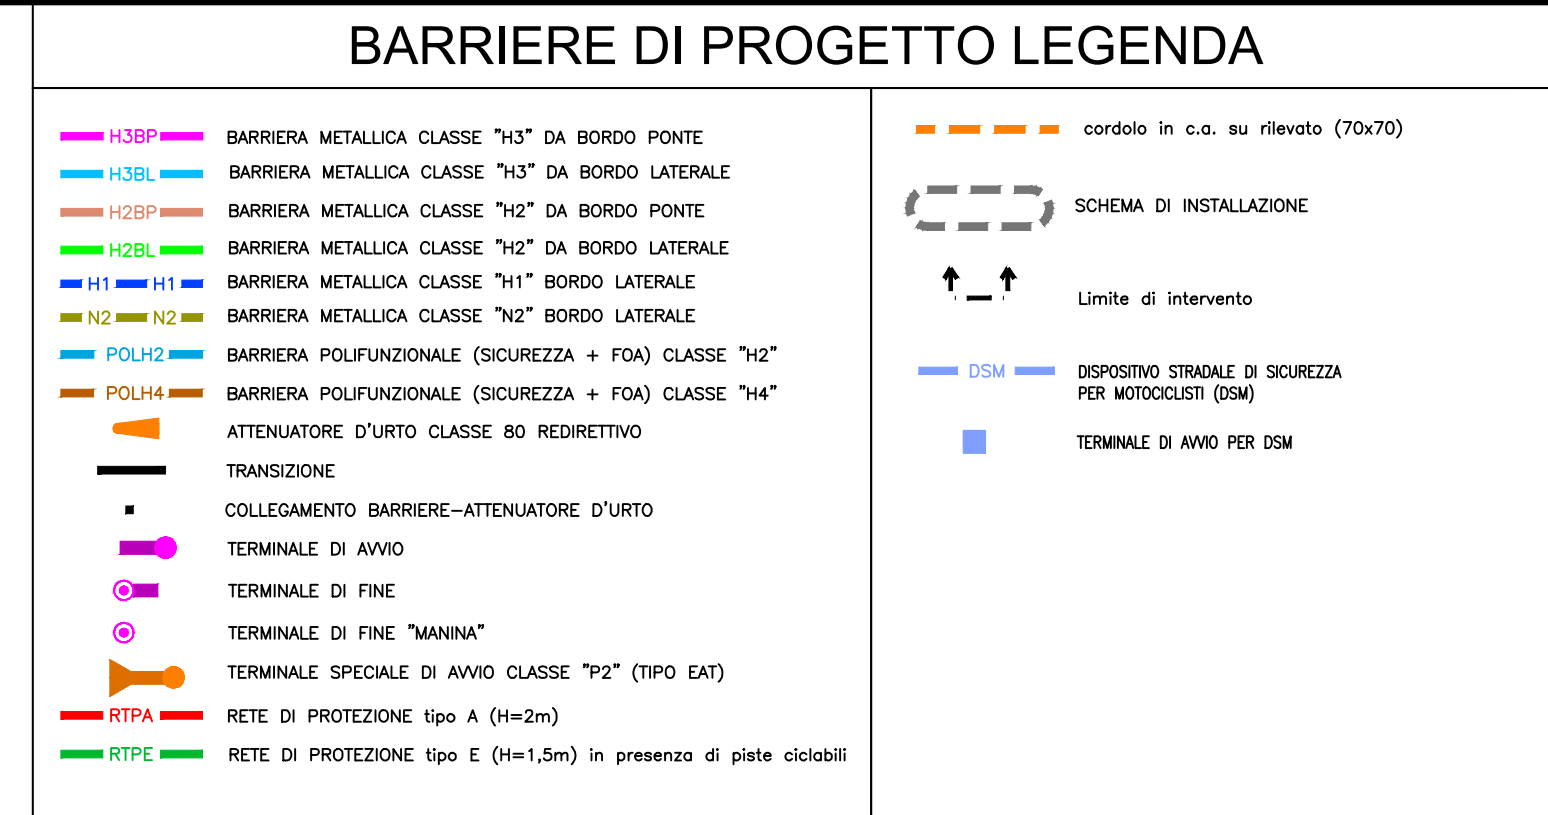 BARRIERE DI PROGETTO LEGENDA
H3BP BARRIERA METALLICA CLASSE "H3" DA BORDO PONTE
H3BL BARRIERA METALLICA CLASSE "H3" DA BORDO LATERALE
H2BP BARRIERA METALLICA CLASSE "H2" DA BORDO PONTE
H2BL BARRIERA METALLICA CLASSE "H2" DA BORDO LATERALE
H1 H1 BARRIERA METALLICA CLASSE "H1" BORDO LATERALE
N2 N2 BARRIERA METALLICA CLASSE "N2" BORDO LATERALE
POLH2 BARRIERA POLIFUNZIONALE (SICUREZZA + FOA) CLASSE "H2"
POLH4 BARRIERA POLIFUNZIONALE (SICUREZZA + FOA) CLASSE "H4"
ATTENUATORE D'URTO CLASSE 80 REDIRETTIVO
TRANSIZIONE
COLLEGAMENTO BARRIERE-ATTENUATORE D'URTO
TERMINALE DI AVVIO
TERMINALE DI FINE
TERMINALE DI FINE "MANINA"
TERMINALE SPECIALE DI AVVIO CLASSE "P2" (TIPO EAT)
RTPA RETE DI PROTEZIONE tipo A (H=2m)
RTPE RETE DI PROTEZIONE tipo E (H=1,5m) in presenza di piste ciclabili
cordolo in c.a. su rilevato (70x70)
SCHEMA DI INSTALLAZIONE
Limite di intervento
DSM DISPOSITIVO STRADALE DI SICUREZZA
PER MOTOCICLISTI (DSM)
TERMINALE DI AVVIO PER DSM